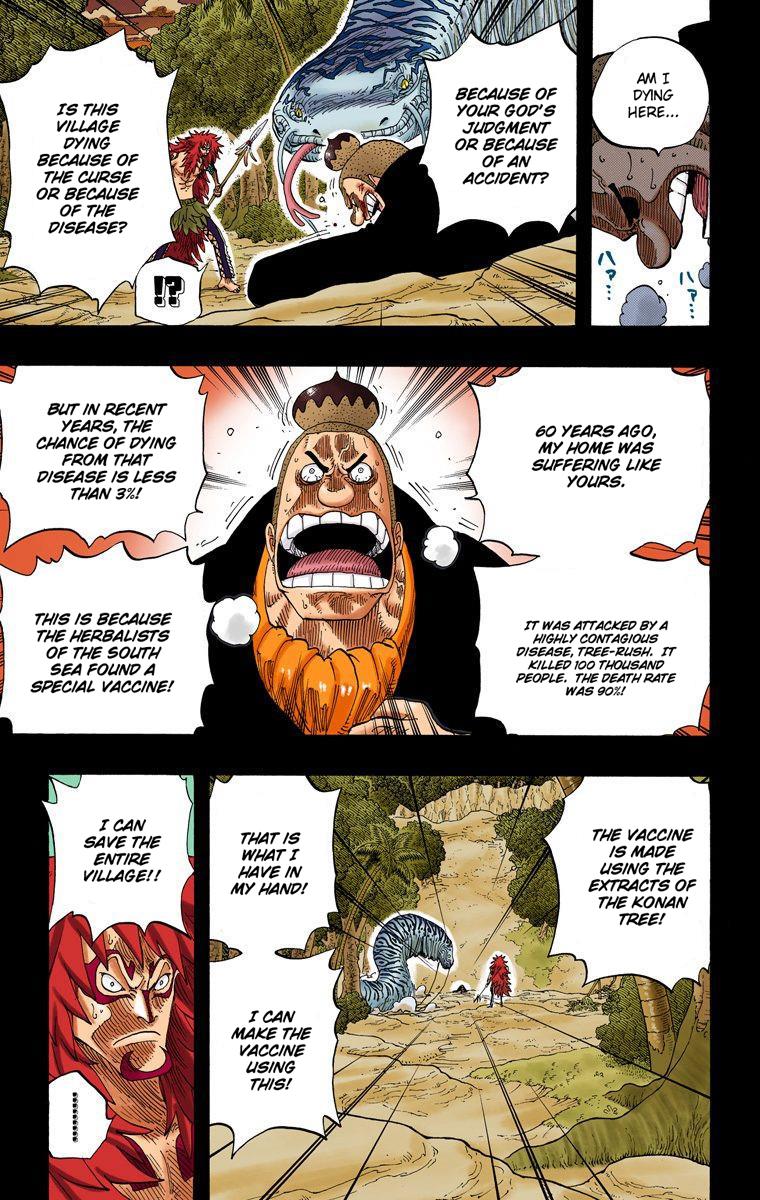 AM I
DYING
HERE...
ハァ…
ハァ…
BECAUSE OF
YOUR GOD'S
JUDGMENT
OR BECAUSE
OF AN
ACCIDENT?
IS THIS
VILLAGE
DYING
BECAUSE OF
THE CURSE
OR BECAUSE
OF THE
DISEASE?
!?
60 YEARS AGO,
MY HOME WAS
SUFFERING LIKE
YOURS.
IT WAS ATTACKED BY A
HIGHLY CONTAGIOUS
DISEASE, TREE-RUSH. IT
KILLED 100 THOUSAND
PEOPLE. THE DEATH RATE
WAS 90%!
BUT IN RECENT
YEARS, THE
CHANCE OF DYING
FROM THAT
DISEASE IS LESS
THAN 3%!
THIS IS BECAUSE
THE HERBALISTS
OF THE SOUTH
SEA FOUND A
SPECIAL VACCINE!
THE VACCINE
IS MADE
USING THE
EXTRACTS OF
THE KONAN
TREE!
THAT IS
WHAT I
HAVE IN
MY HAND!
I CAN
MAKE THE
VACCINE
USING
THIS!
I CAN
SAVE THE
ENTIRE
VILLAGE!!
.........